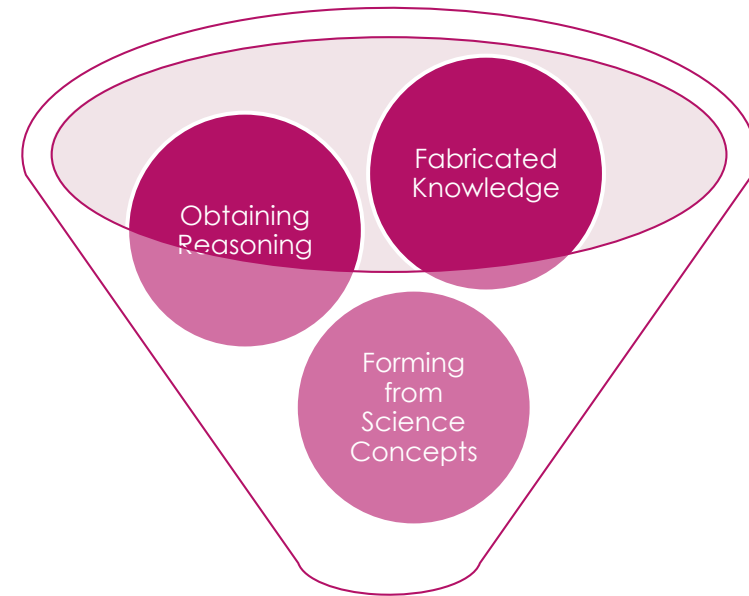 Fabricated
Knowledge
Obtaining
Reasoning
Forming
from
Science
Concepts